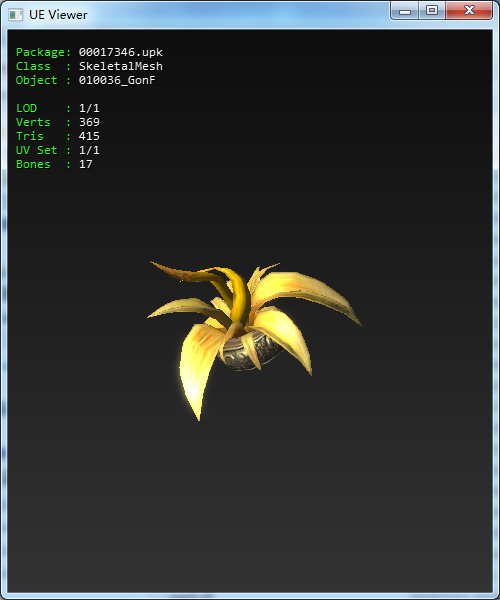 UE Viewer
Package: 00017346.upk
Class : SkeletalMesh
Object : 010036_GonF
LOD : 1/1
Verts : 369
Tris : 415
UV Set : 1/1
Bones : 17